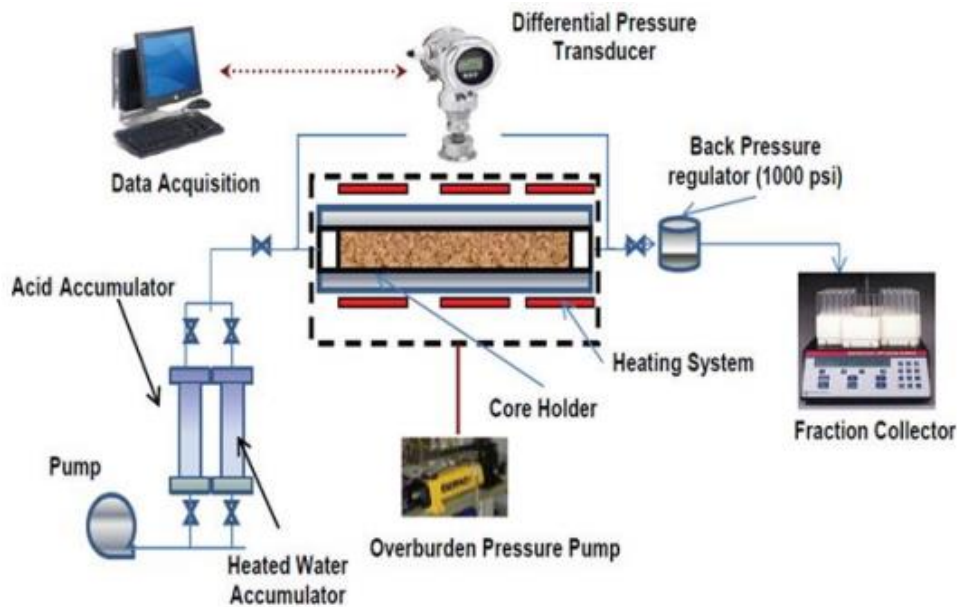 Differential Pressure
Transducer
Data Acquisition
Back Pressure
regulator (1000 psi)
Acid Accumulator
Heating System
Core Holder
Fraction Collector
Pump
Overburden Pressure Pump
Heated Water
Accumulator